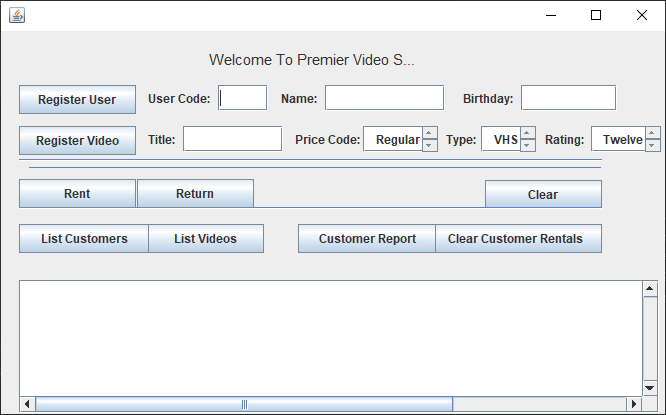 Welcome To Premier Video S...
Register User User Code: Name: Birthday:
Register Video Title: Price Code: Regular Type: VHS Rating: Twelve
Rent Return Clear
List Customers List Videos Customer Report Clear Customer Rentals